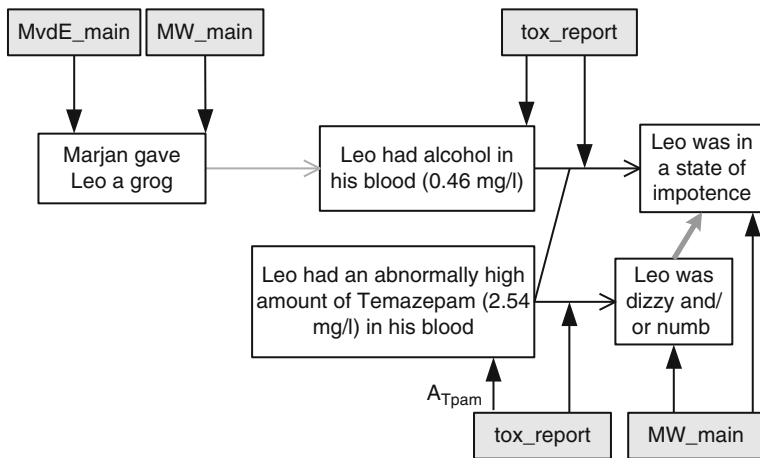 MvdE_main
MW_main
tox_report
Marjan gave
Leo a grog
Leo had alcohol in
his blood (0.46 mg/l)
Leo was in
a state of
impotence
Leo had an abnormally high
amount of Temazepam (2.54
mg/l) in his blood
Leo was
dizzy and/
or numb
ATpam
tox_report
MW_main